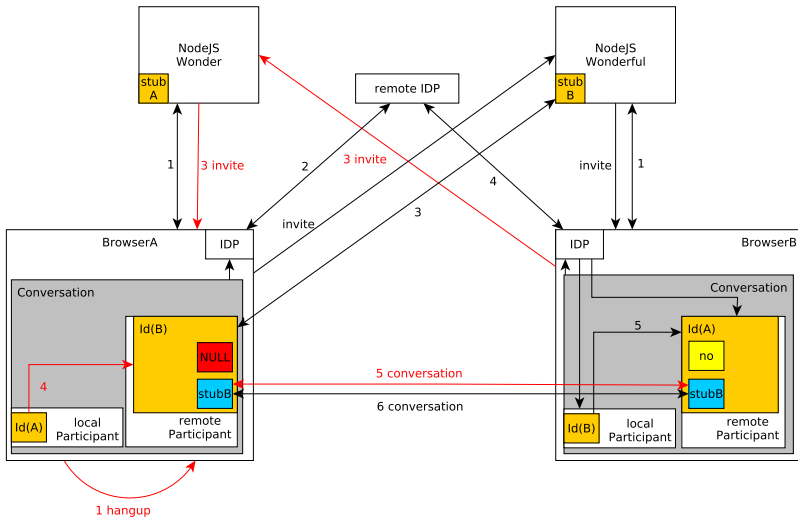 NodeJS
Wonder
stub
A
NodeJS
Wonderful
stub
B
remote IDP
1
3 invite
2
3 invite
4
invite
1
invite
3
BrowserA
IDP
IDP
BrowserB
Conversation
Id(B)
NULL
stubB
4
Id(A)
local
Participant
remote
Participant
5 conversation
6 conversation
Conversation
5
Id(A)
no
stubB
Id(B)
local
Participant
remote
Participant
1 hangup